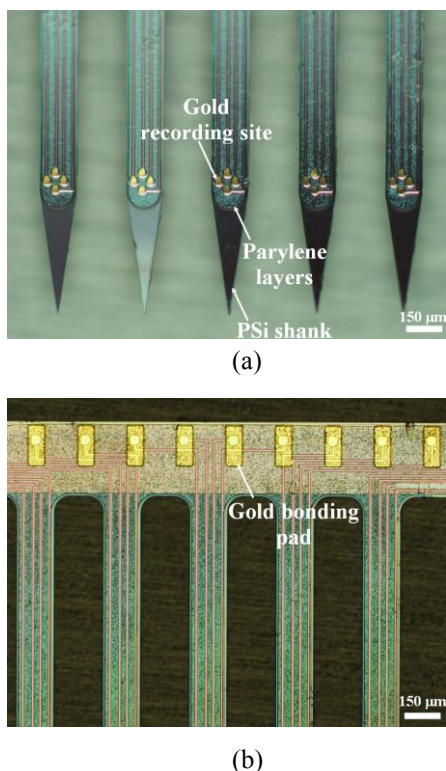 Gold
recording site
Parylene
layers
PSi shank
150 µm
(a)
Gold bonding
pad
150 µm
(b)